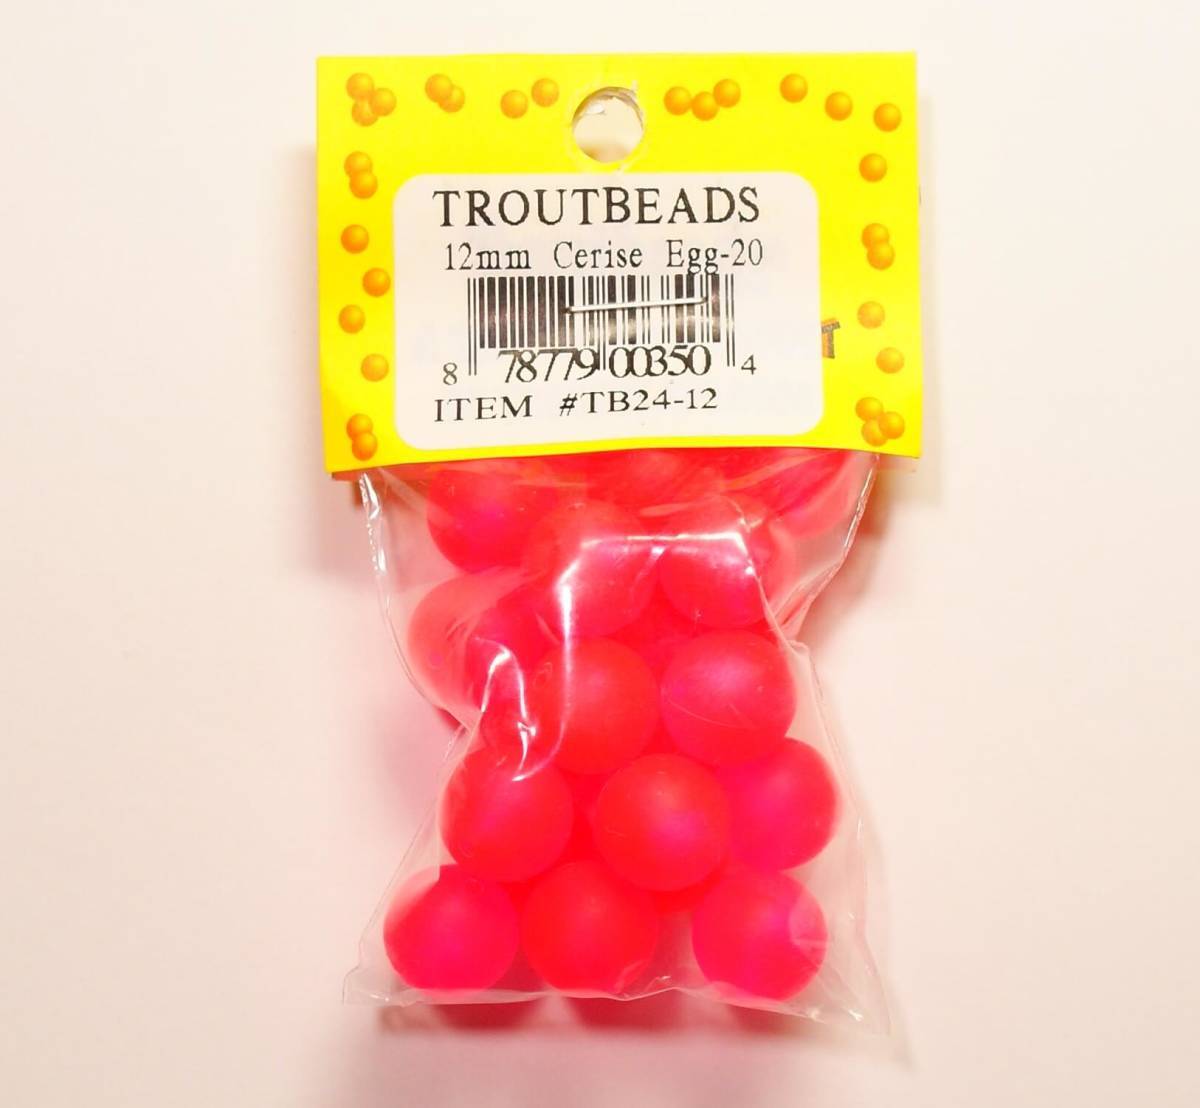 TROUTBEADS
12mm Cerise Egg-20
8 78779 00350 4
ITEM #TB24-12
T